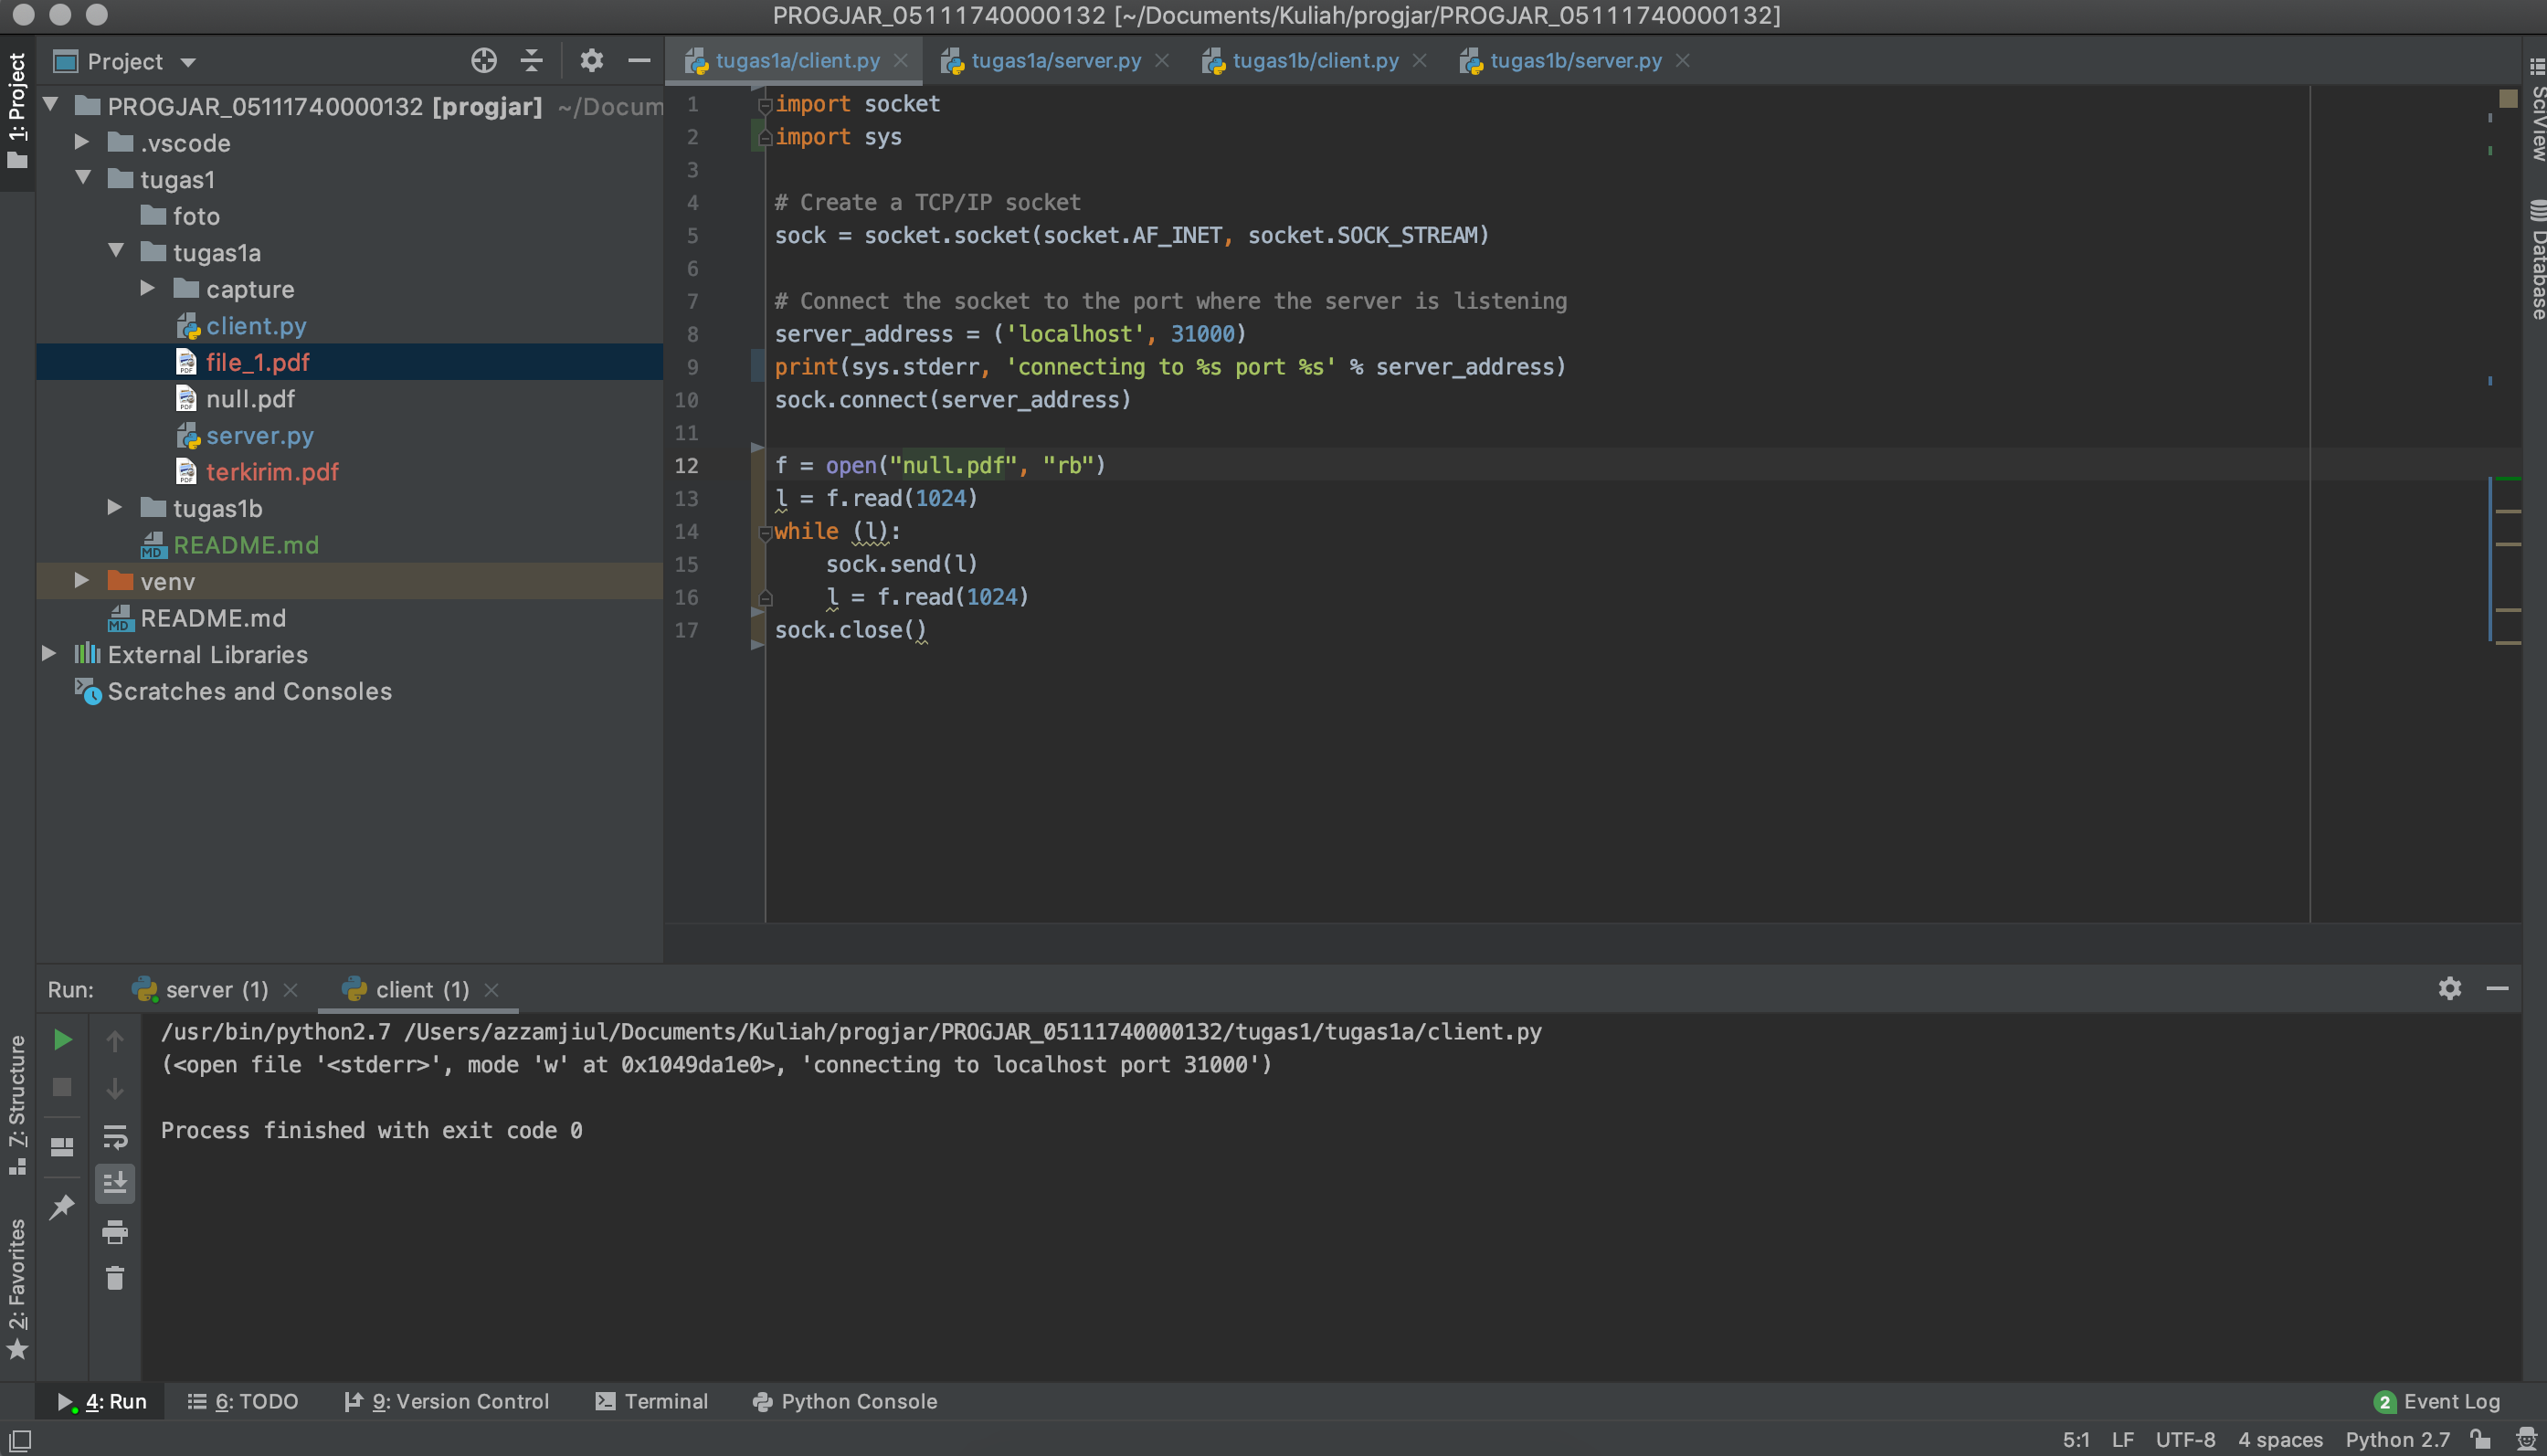 PROGJAR_05111740000132 [~/Documents/Kuliah/progjar/PROGJAR_05111740000132]
1: Project
Project
tugas1a/client.py
tugas1a/server.py
tugas1b/client.py
tugas1b/server.py
SciView
Database
PROGJAR_05111740000132 [progjar] ~/Docum
.vscode
tugas1
foto
tugas1a
capture
client.py
file_1.pdf
null.pdf
server.py
terkirim.pdf
tugas1b
README.md
venv
README.md
External Libraries
Scratches and Consoles
1 import socket
2 import sys
3
4 # Create a TCP/IP socket
5 sock = socket.socket(socket.AF_INET, socket.SOCK_STREAM)
6
7 # Connect the socket to the port where the server is listening
8 server_address = ('localhost', 31000)
9 print(sys.stderr, 'connecting to %s port %s' % server_address)
10 sock.connect(server_address)
11
12 f = open("null.pdf", "rb")
13 l = f.read(1024)
14 while (l):
15 sock.send(l)
16 l = f.read(1024)
17 sock.close()
Run:
server (1)
client (1)
/usr/bin/python2.7 /Users/azzamjiul/Documents/Kuliah/progjar/PROGJAR_05111740000132/tugas1/tugas1a/client.py
(<open file '<stderr>', mode 'w' at 0x1049da1e0>, 'connecting to localhost port 31000')
Process finished with exit code 0
7: Structure
2: Favorites
4: Run
6: TODO
9: Version Control
Terminal
Python Console
2 Event Log
5:1 LF UTF-8 4 spaces Python 2.7